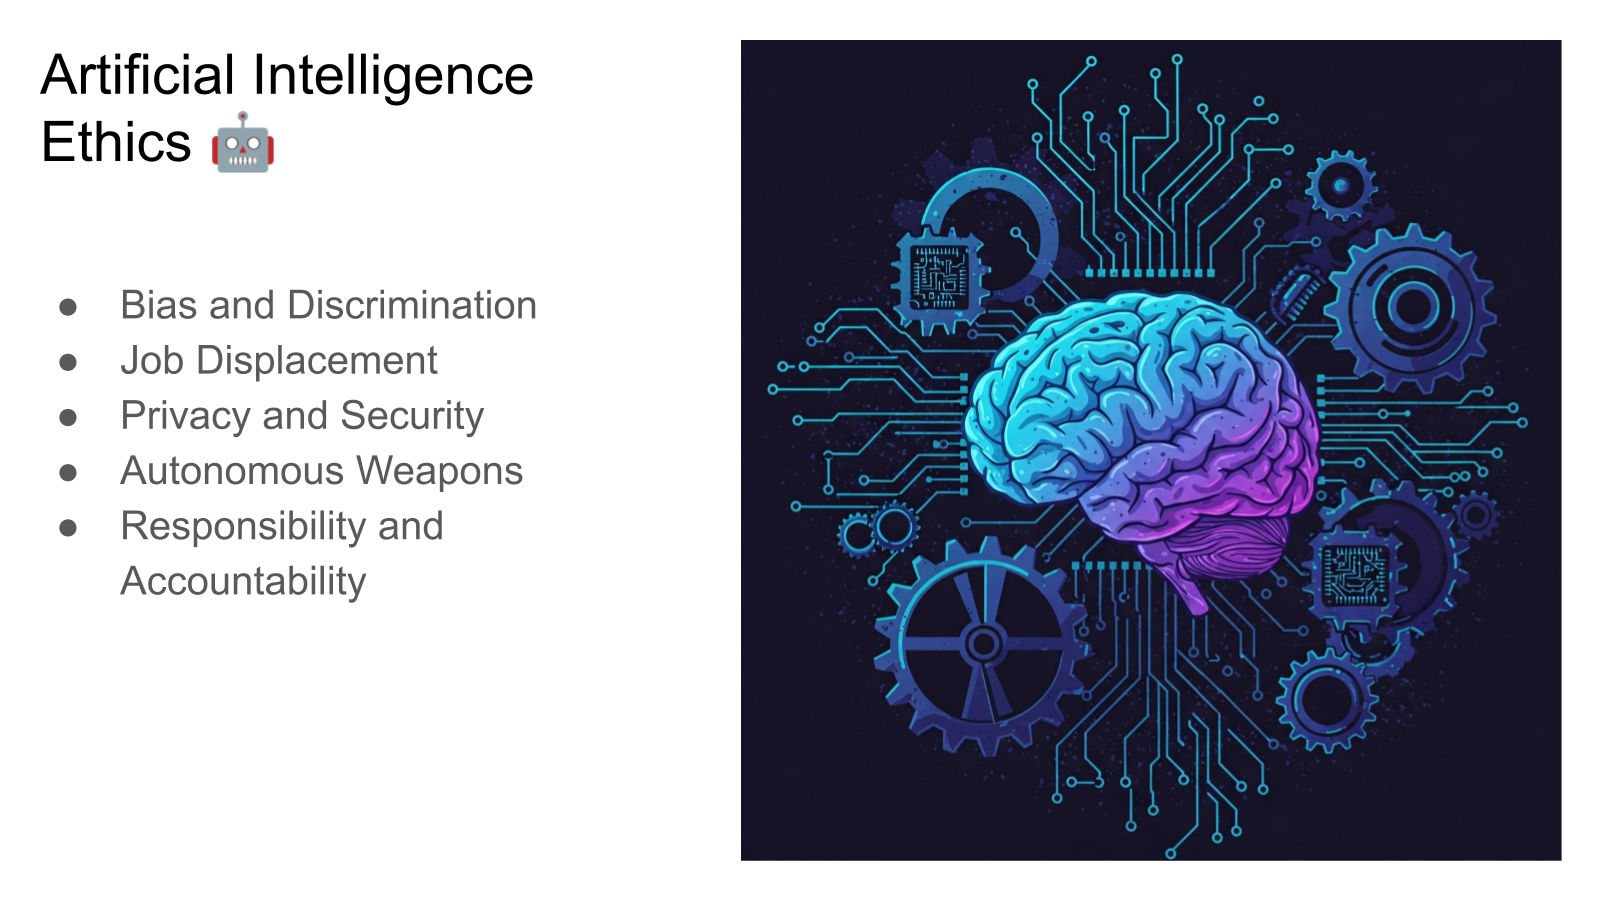 Artificial Intelligence
Ethics 🤖
● Bias and Discrimination
● Job Displacement
● Privacy and Security
● Autonomous Weapons
● Responsibility and
Accountability